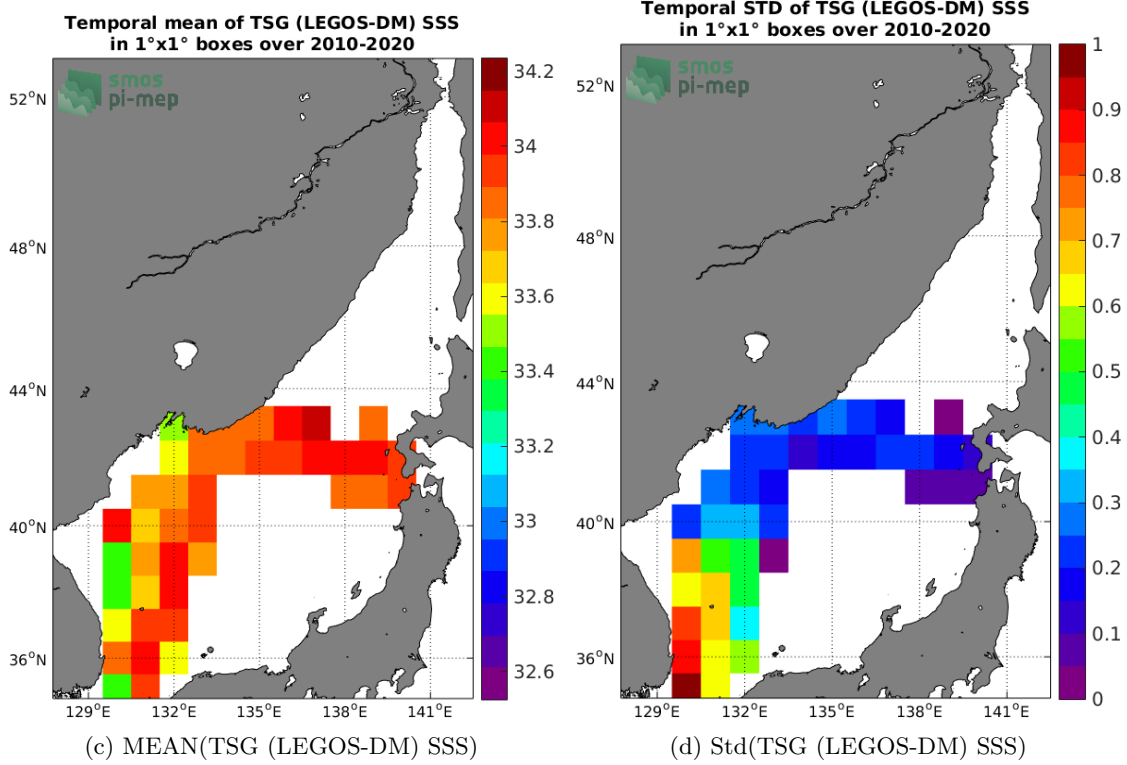 Temporal mean of TSG (LEGOS-DM) SSS
in 1°x1° boxes over 2010-2020
smos
pi-mep
52°N
48°N
44°N
40°N
36°N
129°E 132°E 135°E 138°E 141°E
34.2
34
33.8
33.6
33.4
33.2
33
32.8
32.6
(c) MEAN(TSG (LEGOS-DM) SSS)
Temporal STD of TSG (LEGOS-DM) SSS
in 1°x1° boxes over 2010-2020
smos
pi-mep
52°N
48°N
44°N
40°N
36°N
129°E 132°E 135°E 138°E 141°E
1
0.9
0.8
0.7
0.6
0.5
0.4
0.3
0.2
0.1
0
(d) Std(TSG (LEGOS-DM) SSS)